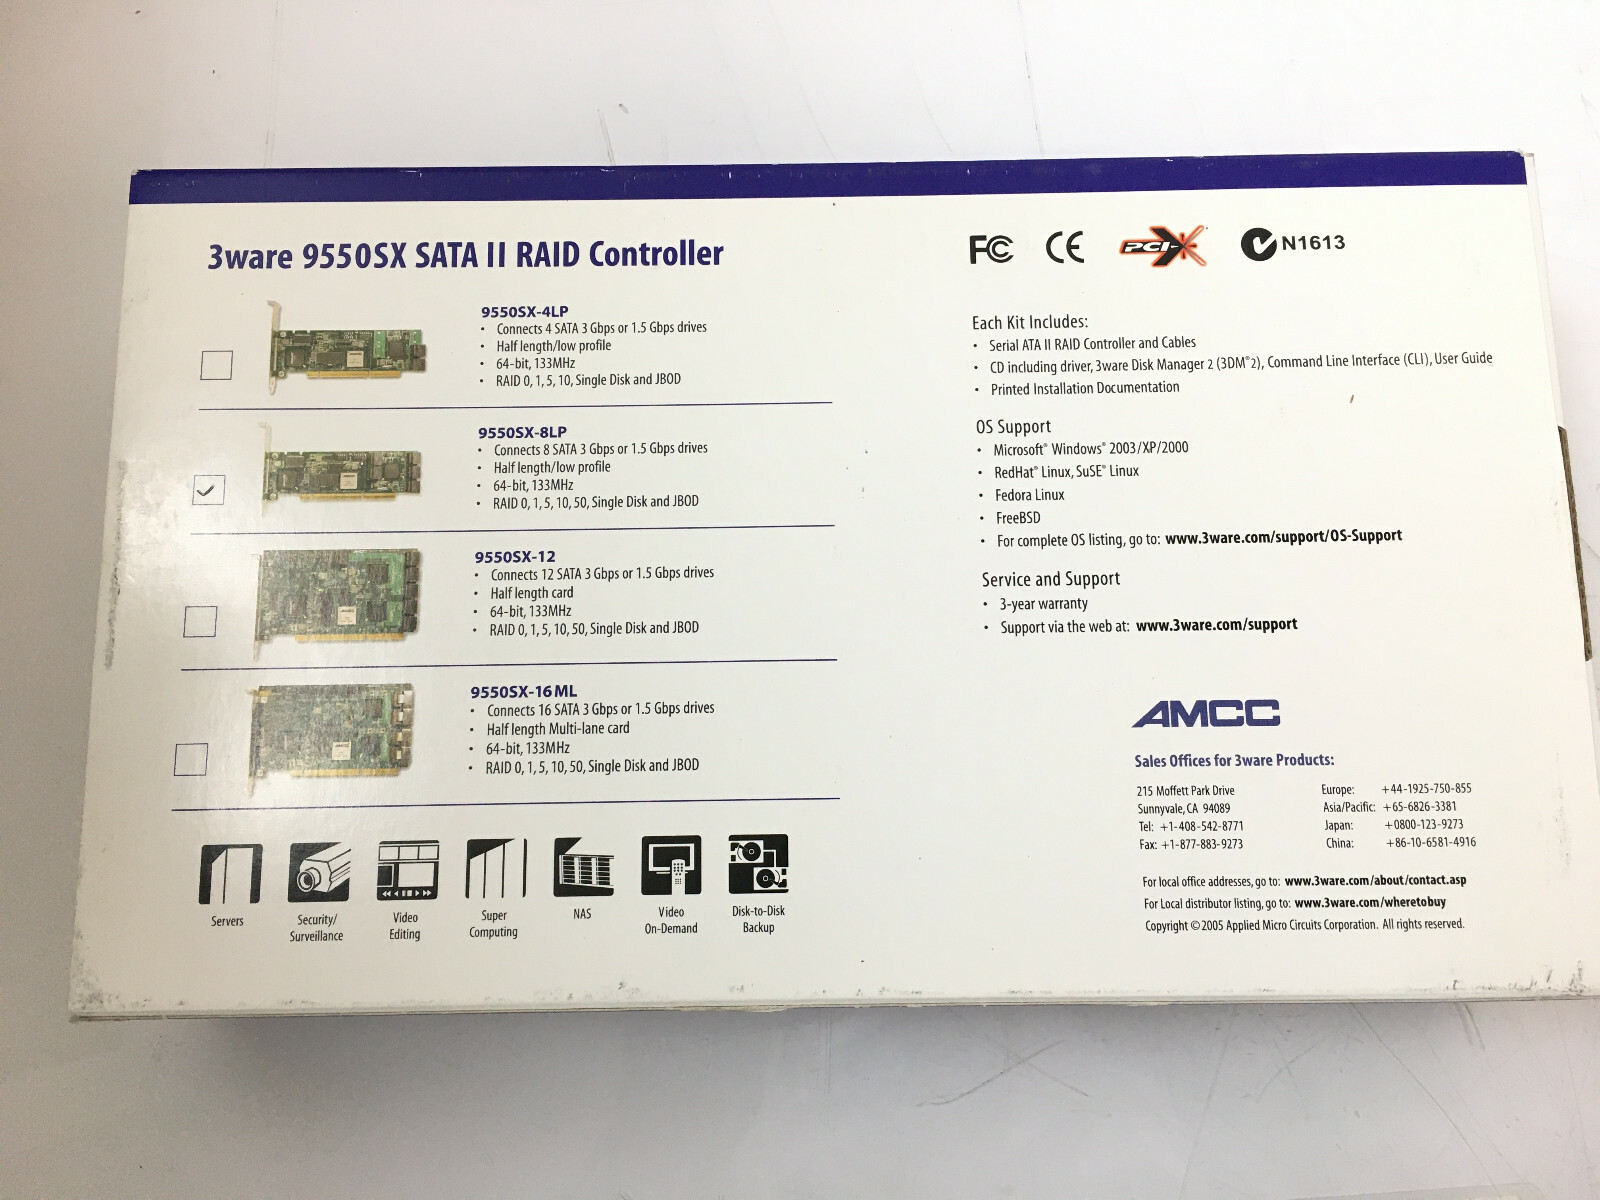 3ware 9550SX SATA II RAID Controller
9550SX-4LP
• Connects 4 SATA 3 Gbps or 1.5 Gbps drives
• Half length/low profile
• 64-bit, 133MHz
• RAID 0, 1, 5, 10, Single Disk and JBOD
9550SX-8LP
• Connects 8 SATA 3 Gbps or 1.5 Gbps drives
• Half length/low profile
• 64-bit, 133MHz
• RAID 0, 1, 5, 10, 50, Single Disk and JBOD
9550SX-12
• Connects 12 SATA 3 Gbps or 1.5 Gbps drives
• Half length card
• 64-bit, 133MHz
• RAID 0, 1, 5, 10, 50, Single Disk and JBOD
9550SX-16ML
• Connects 16 SATA 3 Gbps or 1.5 Gbps drives
• Half length Multi-lane card
• 64-bit, 133MHz
• RAID 0, 1, 5, 10, 50, Single Disk and JBOD
Servers
Security/
Surveillance
Video
Editing
Super
Computing
NAS
Video
On-Demand
Disk-to-Disk
Backup
FC CE PCI-X N1613
Each Kit Includes:
• Serial ATA II RAID Controller and Cables
• CD including driver, 3ware Disk Manager 2 (3DM®2), Command Line Interface (CLI), User Guide
• Printed Installation Documentation
OS Support
• Microsoft® Windows® 2003/XP/2000
• RedHat® Linux, SuSE® Linux
• Fedora Linux
• FreeBSD
• For complete OS listing, go to: www.3ware.com/support/OS-Support
Service and Support
• 3-year warranty
• Support via the web at: www.3ware.com/support
AMCC
Sales Offices for 3ware Products:
215 Moffett Park Drive
Sunnyvale, CA 94089
Tel: +1-408-542-8771
Fax: +1-877-883-9273
Europe: +44-1925-750-855
Asia/Pacific: +65-6826-3381
Japan: +0800-123-9273
China: +86-10-6581-4916
For local office addresses, go to: www.3ware.com/about/contact.asp
For Local distributor listing, go to: www.3ware.com/wheretobuy
Copyright ©2005 Applied Micro Circuits Corporation. All rights reserved.